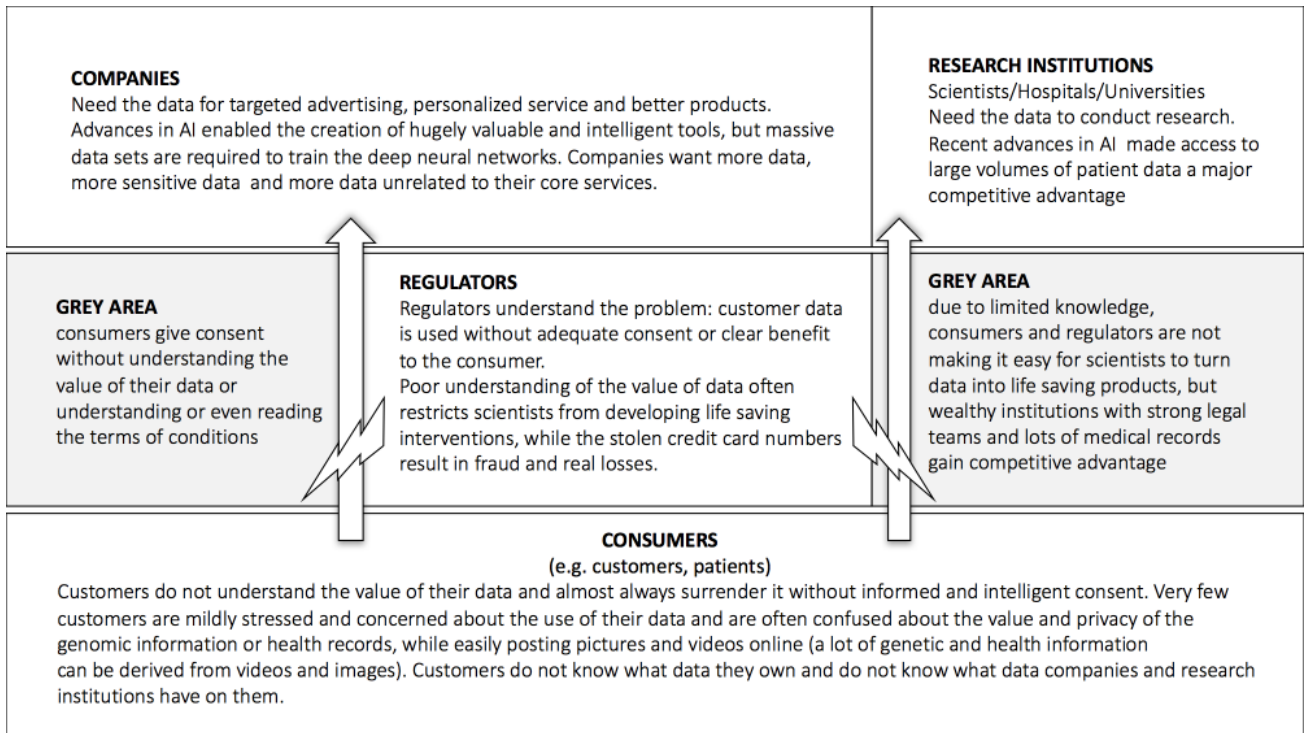 COMPANIES
Need the data for targeted advertising, personalized service and better products.
Advances in AI enabled the creation of hugely valuable and intelligent tools, but massive
data sets are required to train the deep neural networks. Companies want more data,
more sensitive data and more data unrelated to their core services.
RESEARCH INSTITUTIONS
Scientists/Hospitals/Universities
Need the data to conduct research.
Recent advances in AI made access to
large volumes of patient data a major
competitive advantage
GREY AREA
consumers give consent
without understanding the
value of their data or
understanding or even reading
the terms of conditions
REGULATORS
Regulators understand the problem: customer data
is used without adequate consent or clear benefit
to the consumer.
Poor understanding of the value of data often
restricts scientists from developing life saving
interventions, while the stolen credit card numbers
result in fraud and real losses.
GREY AREA
due to limited knowledge,
consumers and regulators are not
making it easy for scientists to turn
data into life saving products, but
wealthy institutions with strong legal
teams and lots of medical records
gain competitive advantage
CONSUMERS
(e.g. customers, patients)
Customers do not understand the value of their data and almost always surrender it without informed and intelligent consent. Very few
customers are mildly stressed and concerned about the use of their data and are often confused about the value and privacy of the
genomic information or health records, while easily posting pictures and videos online (a lot of genetic and health information
can be derived from videos and images). Customers do not know what data they own and do not know what data companies and research
institutions have on them.